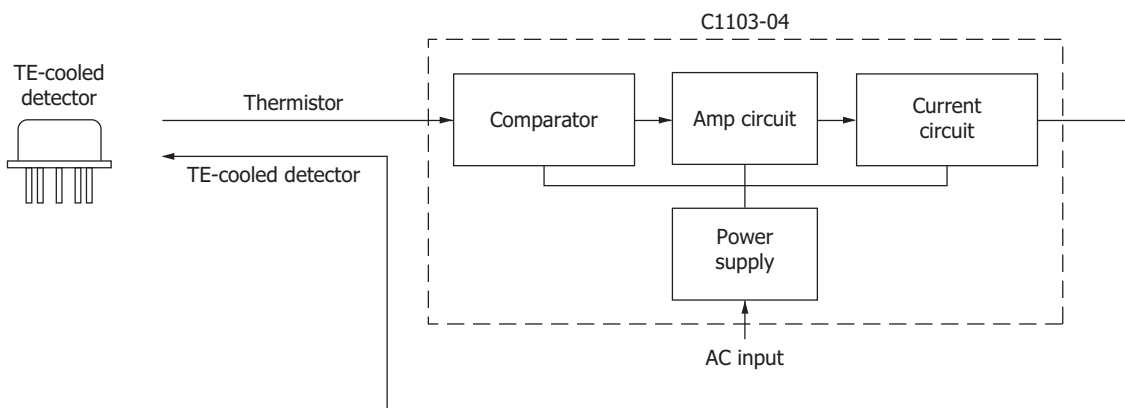 C1103-04
TE-cooled
detector
Thermistor
Comparator
Amp circuit
Current
circuit
TE-cooled detector
Power
supply
AC input